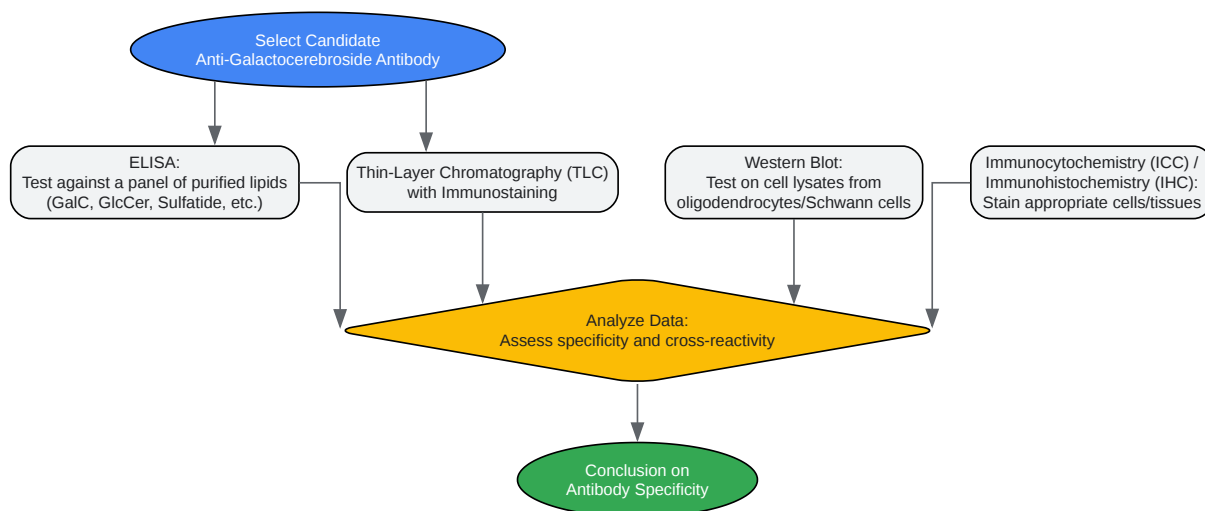 Select Candidate
Anti-Galactocerebroside Antibody
ELISA:
Test against a panel of purified lipids
(GalC, GlcCer, Sulfatide, etc.)
Thin-Layer Chromatography (TLC)
with Immunostaining
Western Blot:
Test on cell lysates from
oligodendrocytes/Schwann cells
Immunocytochemistry (ICC) /
Immunohistochemistry (IHC):
Stain appropriate cells/tissues
Analyze Data:
Assess specificity and cross-reactivity
Conclusion on
Antibody Specificity